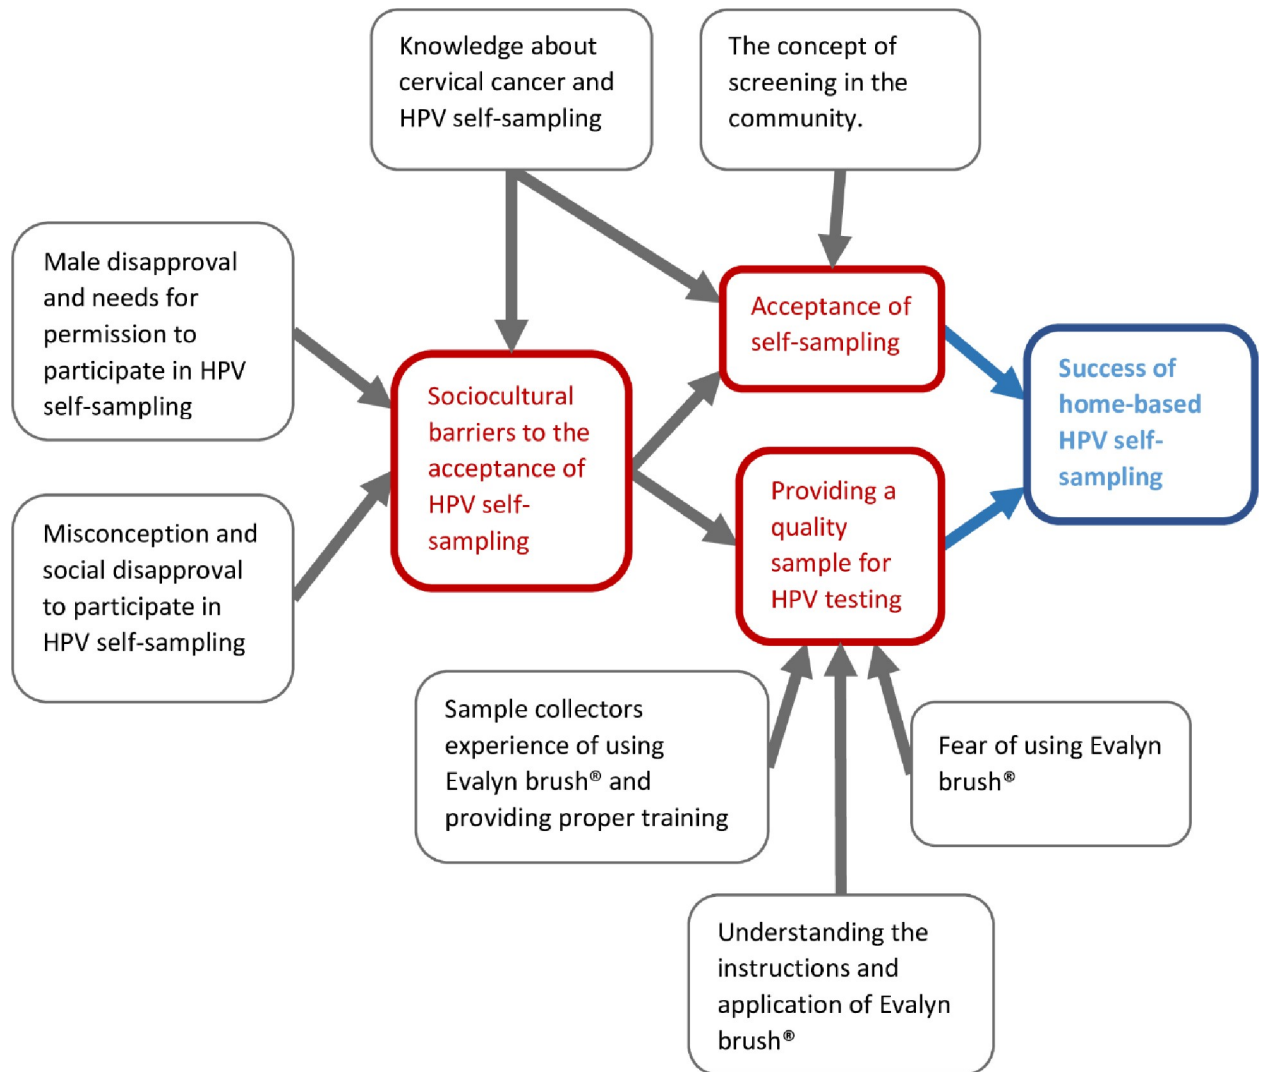 Knowledge about
cervical cancer and
HPV self-sampling
The concept of
screening in the
community.
Male disapproval
and needs for
permission to
participate in HPV
self-sampling
Acceptance of
self-sampling
Success of
home-based
HPV self-
sampling
Sociocultural
barriers to the
acceptance of
HPV self-
sampling
Providing a
quality
sample for
HPV testing
Misconception and
social disapproval
to participate in
HPV self-sampling
Sample collectors
experience of using
Evalyn brush® and
providing proper training
Fear of using Evalyn
brush®
Understanding the
instructions and
application of Evalyn
brush®